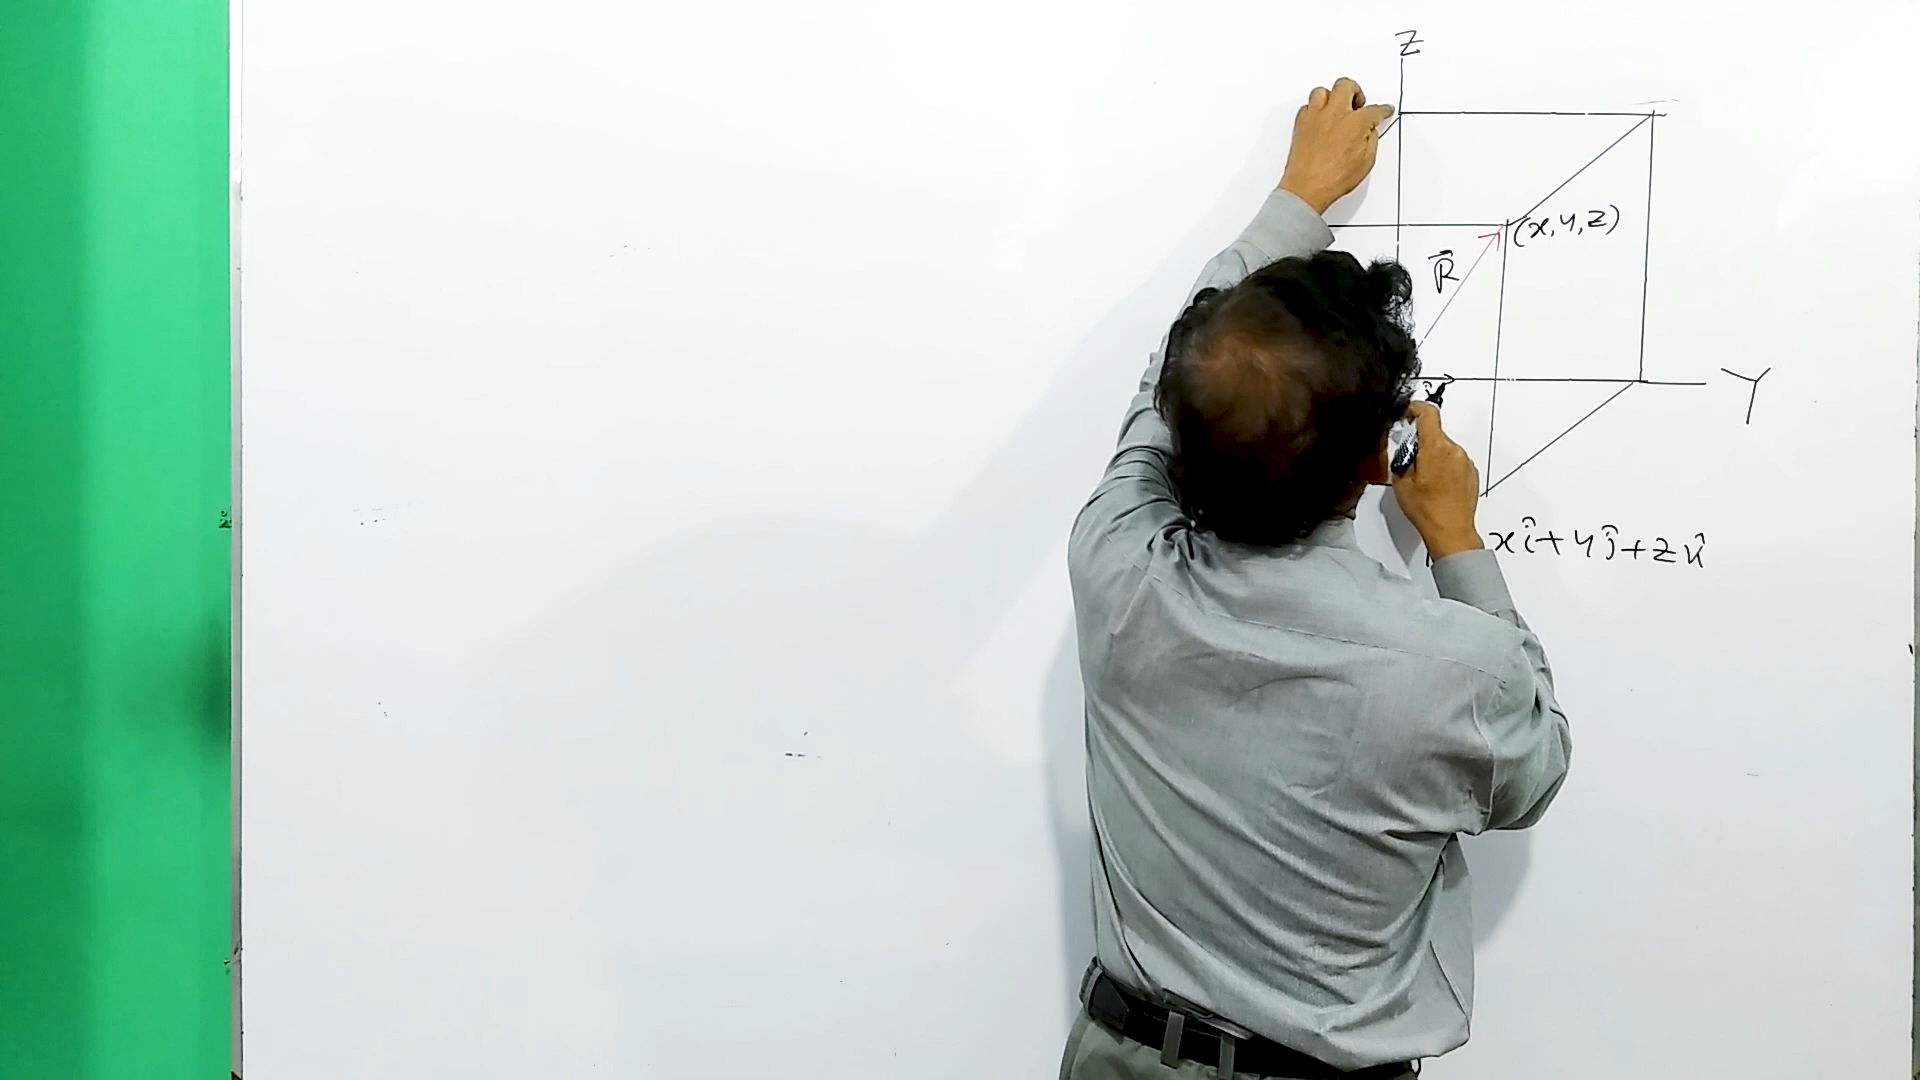 Z
(x,y,z)
R⃗
Y
xî+yĵ+zk̂